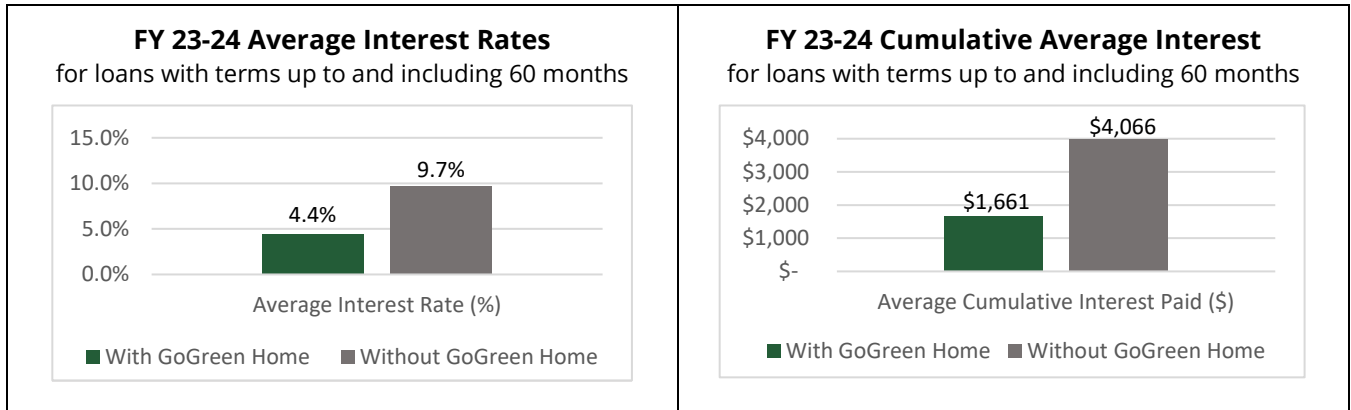 FY 23-24 Average Interest Rates
for loans with terms up to and including 60 months
15.0%
10.0%
5.0%
0.0%
4.4%
9.7%
Average Interest Rate (%)
With GoGreen Home
Without GoGreen Home
FY 23-24 Cumulative Average Interest
for loans with terms up to and including 60 months
$4,000
$3,000
$2,000
$1,000
$-
$1,661
$4,066
Average Cumulative Interest Paid ($)
With GoGreen Home
Without GoGreen Home